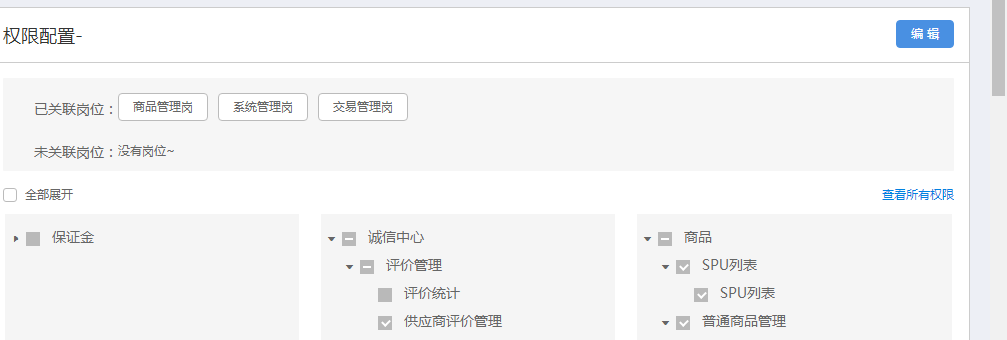 权限配置-
编 辑
已关联岗位： 商品管理岗 系统管理岗 交易管理岗
未关联岗位：没有岗位~
全部展开
查看所有权限
保证金
诚信中心
评价管理
评价统计
供应商评价管理
商品
SPU列表
SPU列表
普通商品管理